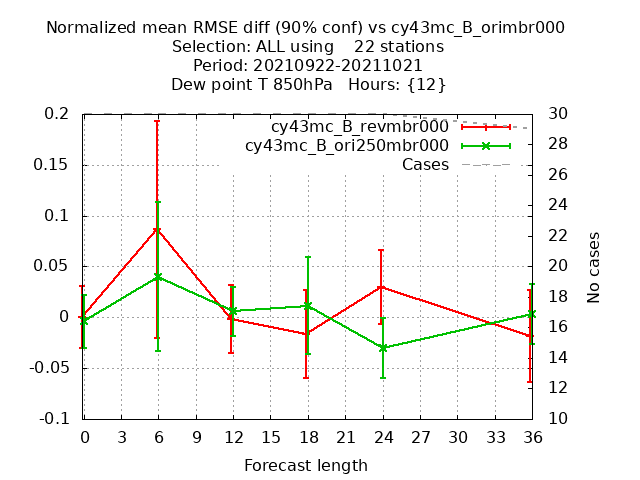 Normalized mean RMSE diff (90% conf) vs cy43mc_B_orimbr000
Selection: ALL using    22 stations
Period: 20210922-20211021
Dew point T 850hPa   Hours: {12}
cy43mc_B_revmbr000
cy43mc_B_ori250mbr000
Cases
0.2
0.15
0.1
0.05
0
-0.05
-0.1
30
28
26
24
22
20
18
16
14
12
10
No cases
0 3 6 9 12 15 18 21 24 27 30 33 36
Forecast length